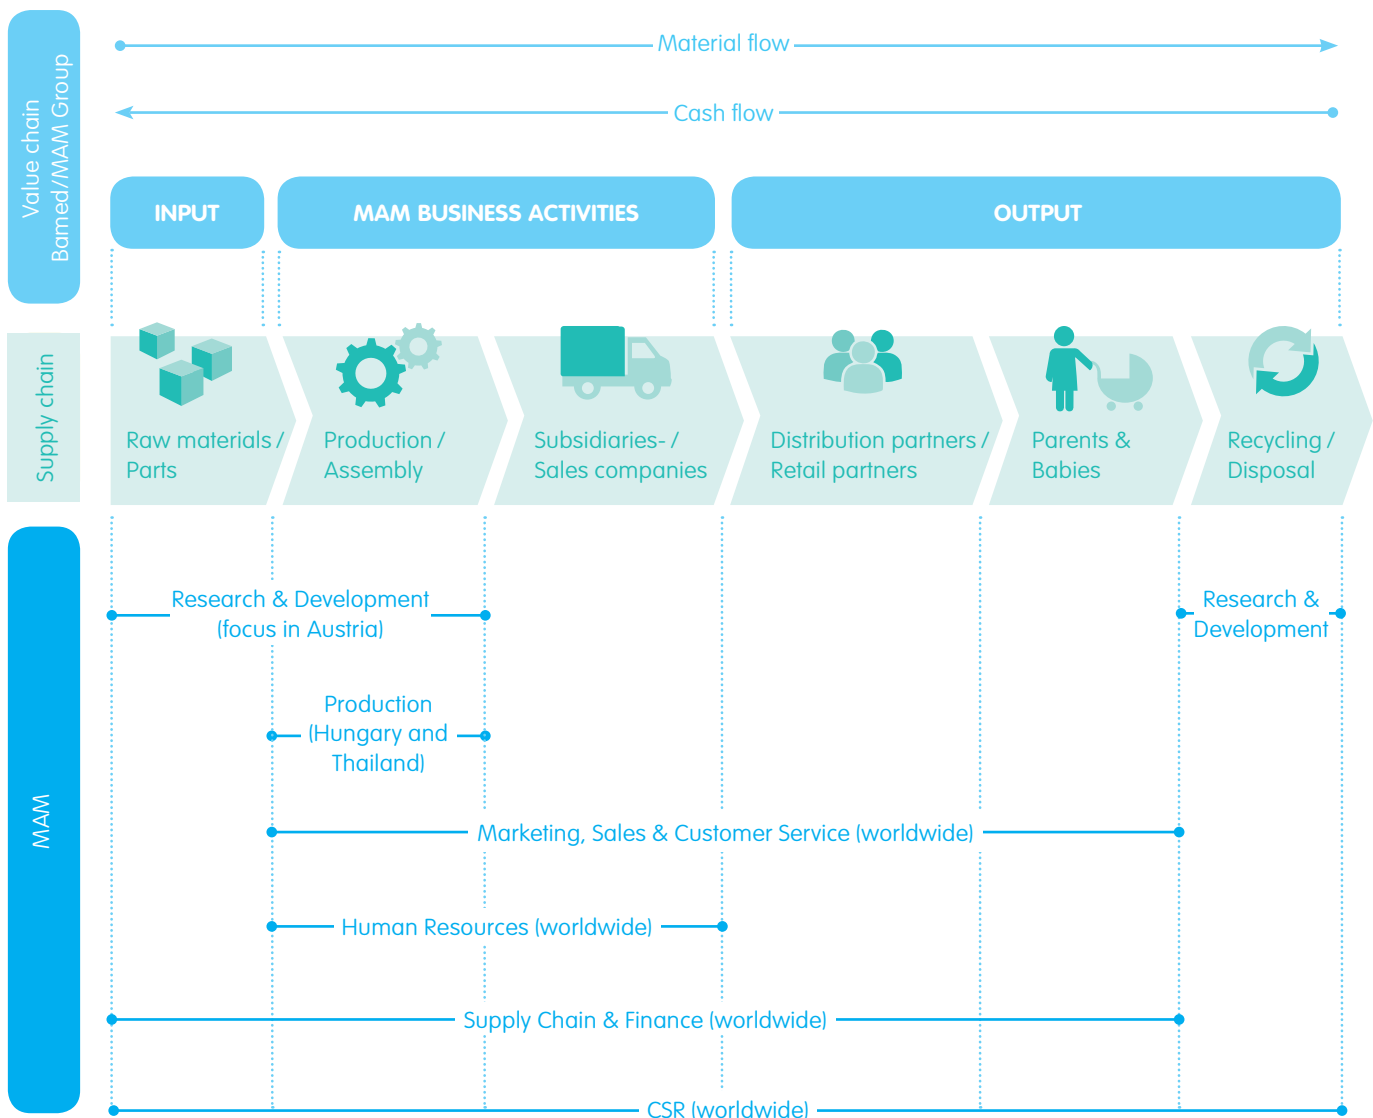 Value chain
Bamed/MAM Group
Material flow
Cash flow
INPUT
MAM BUSINESS ACTIVITIES
OUTPUT
Supply chain
Raw materials /
Parts
Production /
Assembly
Subsidiaries- /
Sales companies
Distribution partners /
Retail partners
Parents &
Babies
Recycling /
Disposal
MAM
Research & Development
(focus in Austria)
Research &
Development
Production
(Hungary and
Thailand)
Marketing, Sales & Customer Service (worldwide)
Human Resources (worldwide)
Supply Chain & Finance (worldwide)
CSR (worldwide)